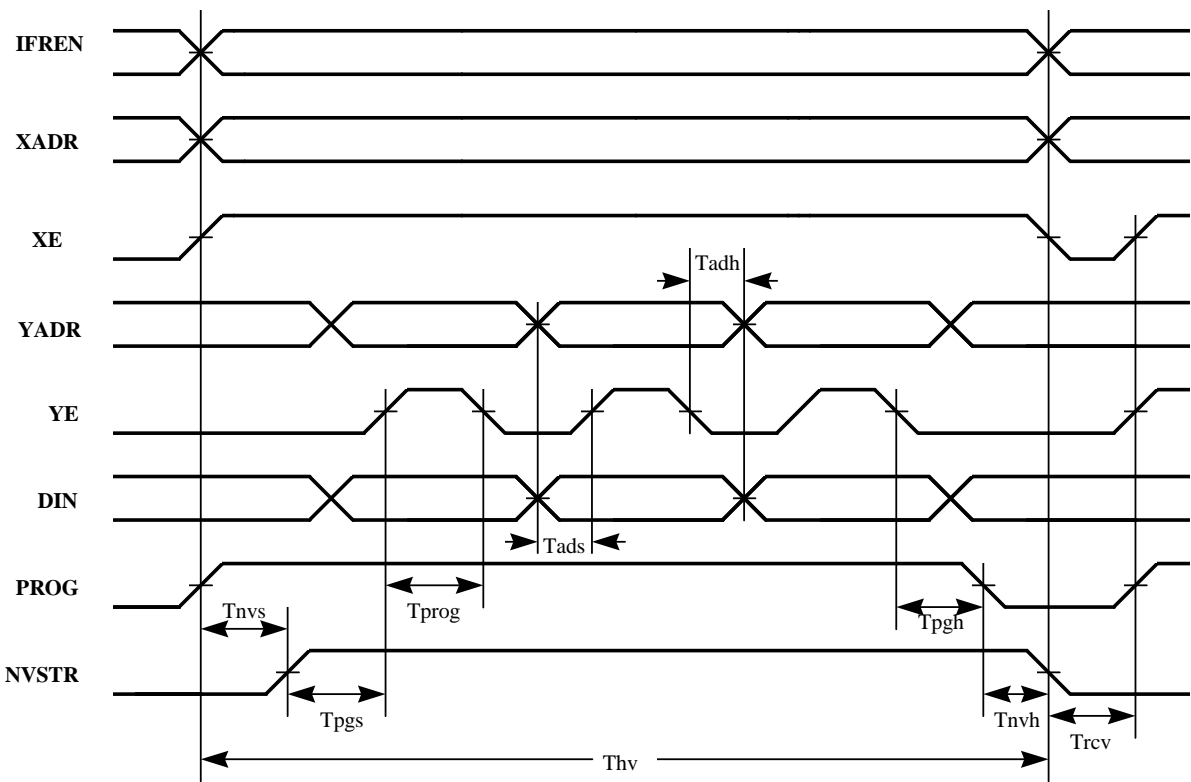 IFREN
XADR
XE
Tadh
YADR
YE
DIN
Tads
PROG
Tnvs
Tprog
Tpgh
NVSTR
Tpgs
Tnvh
Trcv
Thv